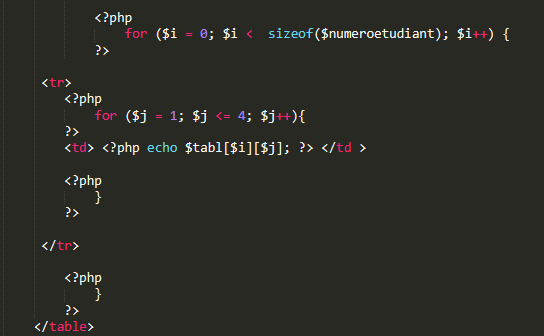 <?php
for ($i = 0; $i <  sizeof($numeroetudiant); $i++) {
?>
<tr>
<?php
for ($j = 1; $j <= 4; $j++){
?>
<td> <?php echo $tabl[$i][$j]; ?> </td >
<?php
}
?>
</tr>
<?php
}
?>
</table>